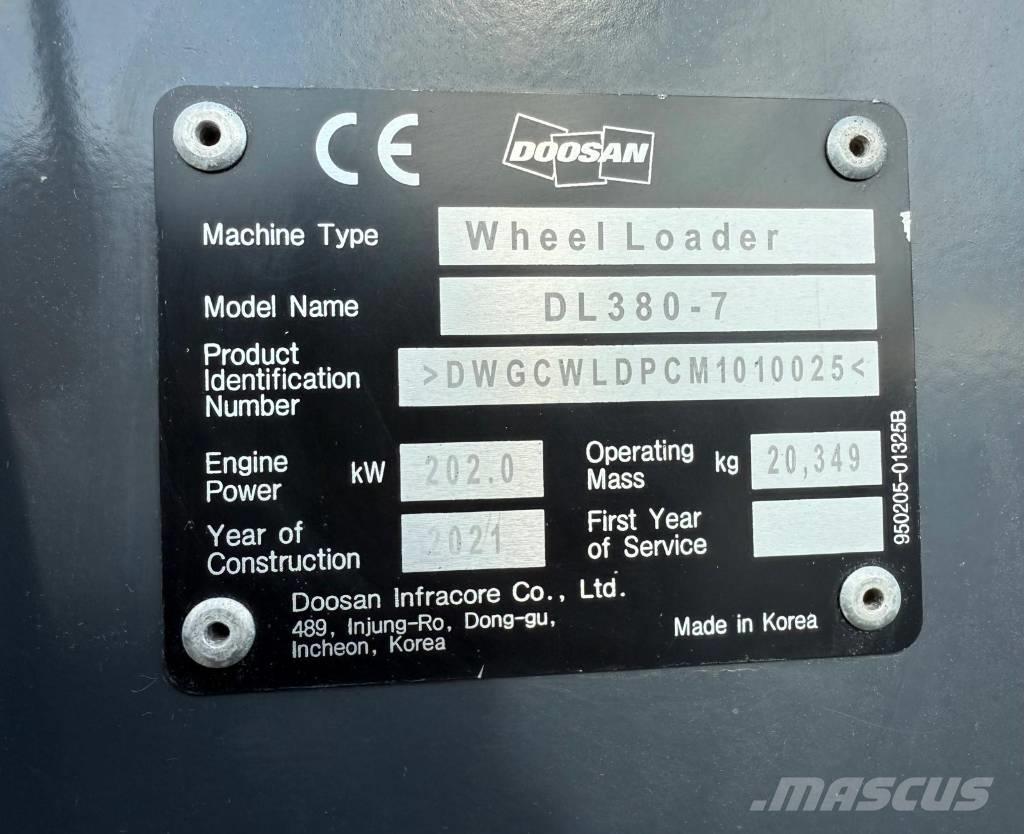 CE DOOSAN
Machine Type Wheel Loader
Model Name DL380-7
Product
Identification
Number >DWGCWLDPCM1010025<
Engine
Power kW 202.0
Operating
Mass kg 20,349
Year of
Construction 2021
First Year
of Service
Doosan Infracore Co., Ltd.
489, Injung-Ro, Dong-gu,
Incheon, Korea
Made in Korea
950205-01325B
.MASCUS